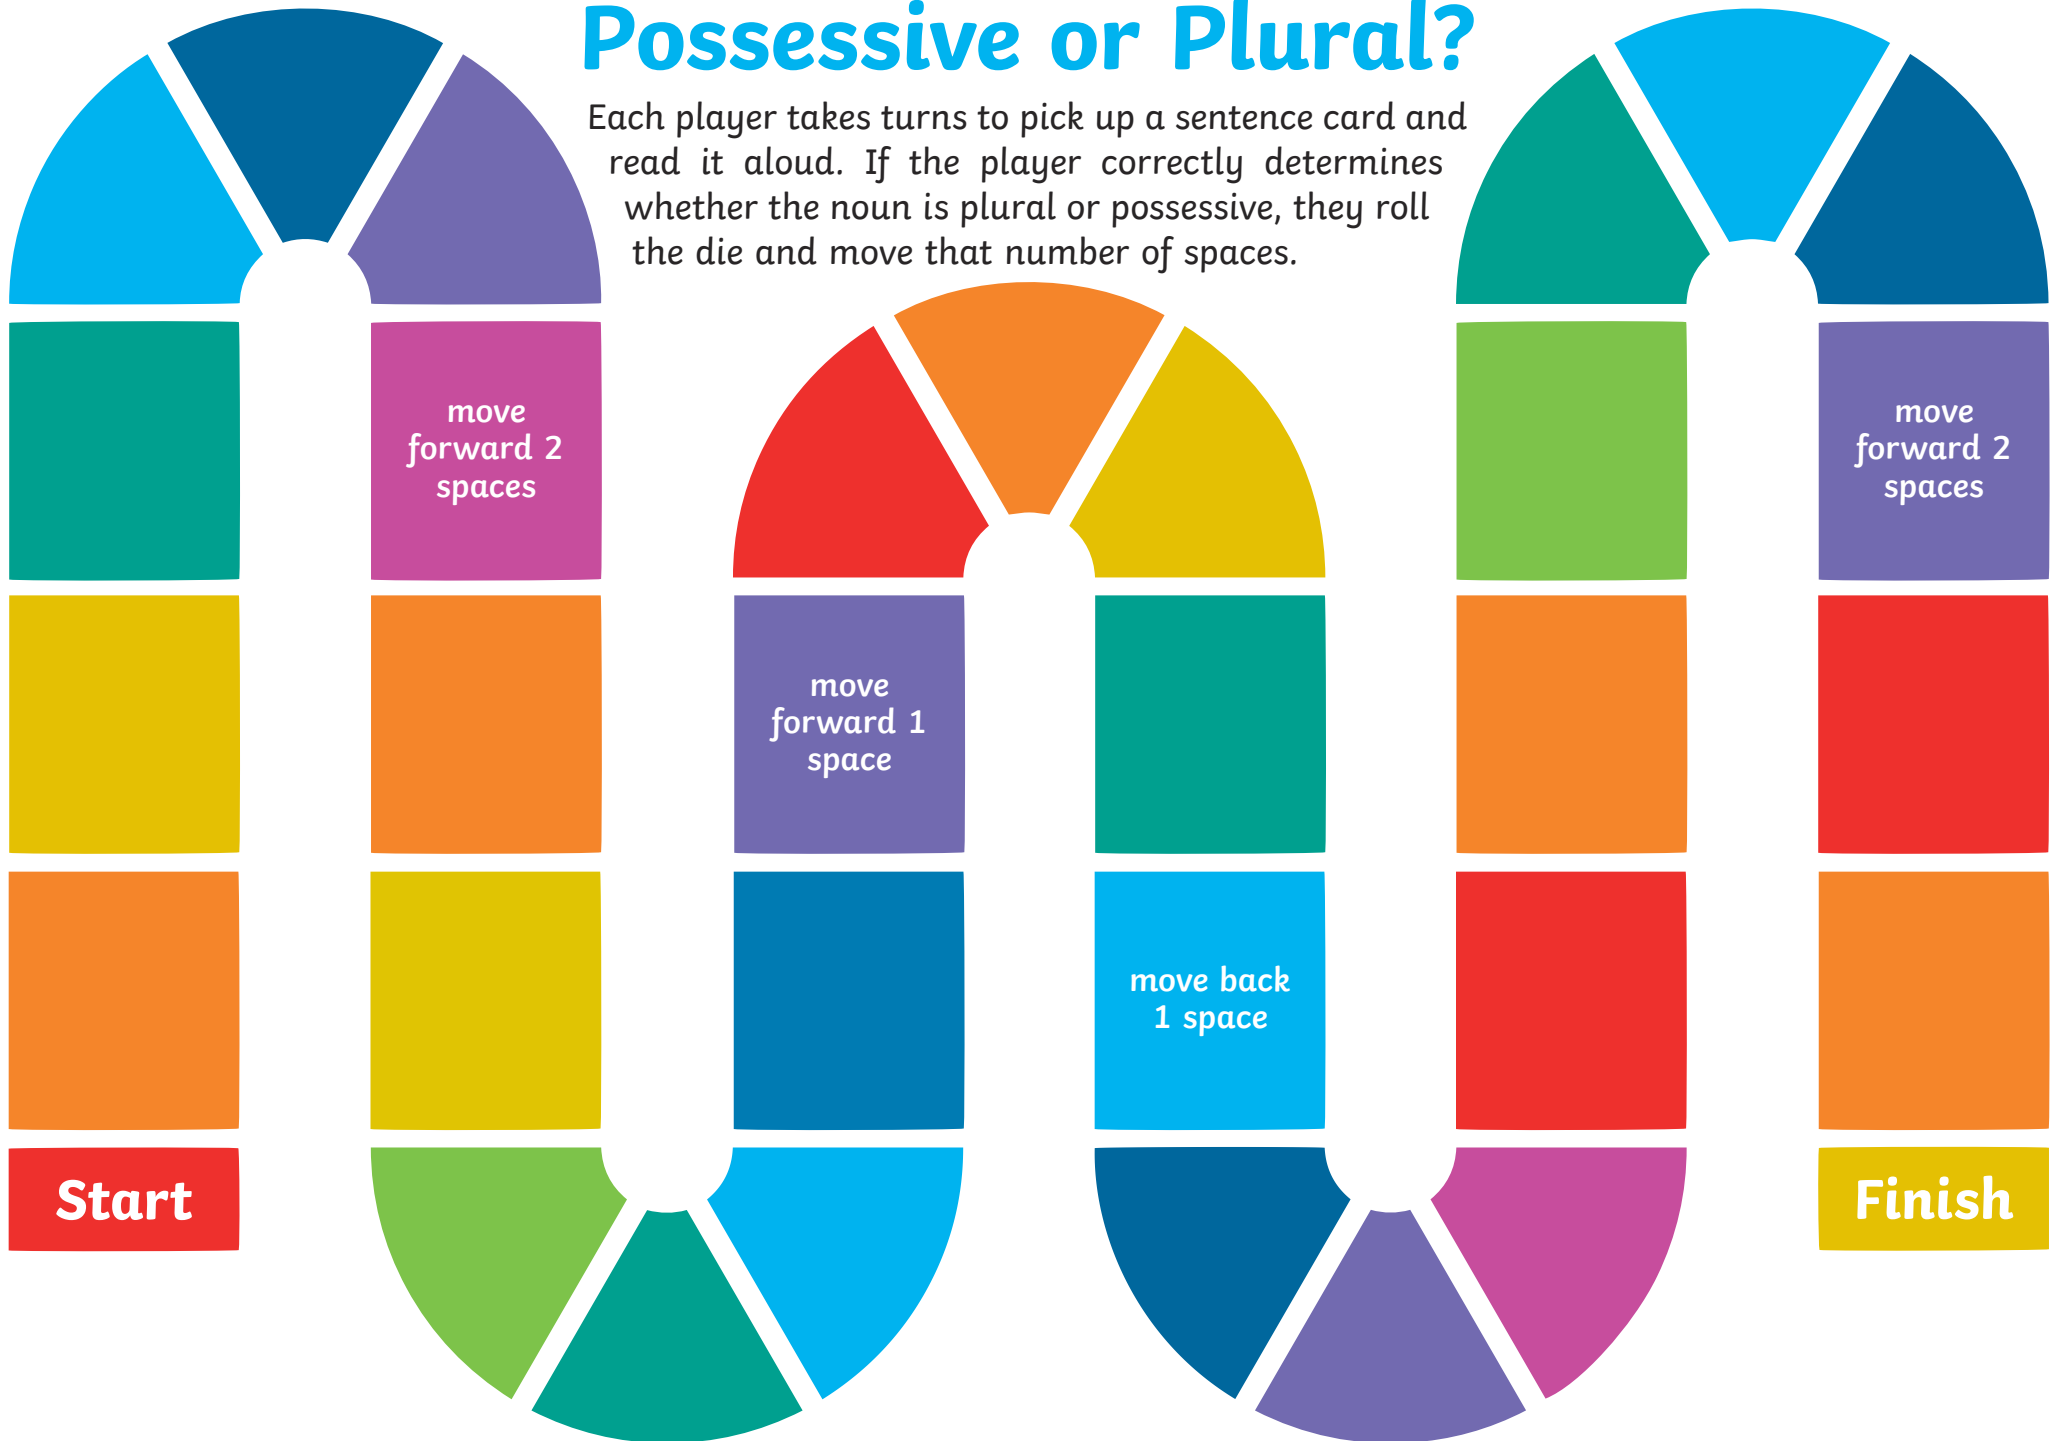 Possessive or Plural?
Each player takes turns to pick up a sentence card and
read it aloud. If the player correctly determines
whether the noun is plural or possessive, they roll
the die and move that number of spaces.
move
forward 2
spaces
move
forward 2
spaces
move
forward 1
space
move back
1 space
Start
Finish